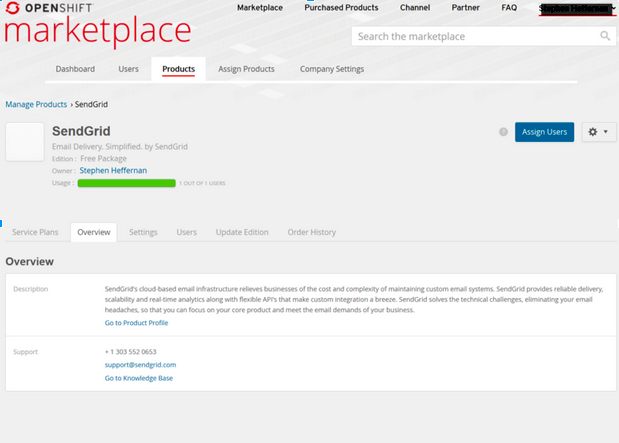 OPENSHIFT
marketplace
Marketplace Purchased Products Channel Partner FAQ
Search the marketplace
Dashboard Users Products Assign Products Company Settings
Manage Products › SendGrid
SendGrid
Email Delivery. Simplified. by SendGrid
Edition : Free Package
Owner : Stephen Heffernan
Usage : 1 OUT OF 1 USERS
? Assign Users
Service Plans Overview Settings Users Update Edition Order History
Overview
Description
SendGrid's cloud-based email infrastructure relieves businesses of the cost and complexity of maintaining custom email systems. SendGrid provides reliable delivery,
scalability and real-time analytics along with flexible API's that make custom integration a breeze. SendGrid solves the technical challenges, eliminating your email
headaches, so that you can focus on your core product and meet the email demands of your business.
Go to Product Profile
Support
+ 1 303 552 0653
support@sendgrid.com
Go to Knowledge Base